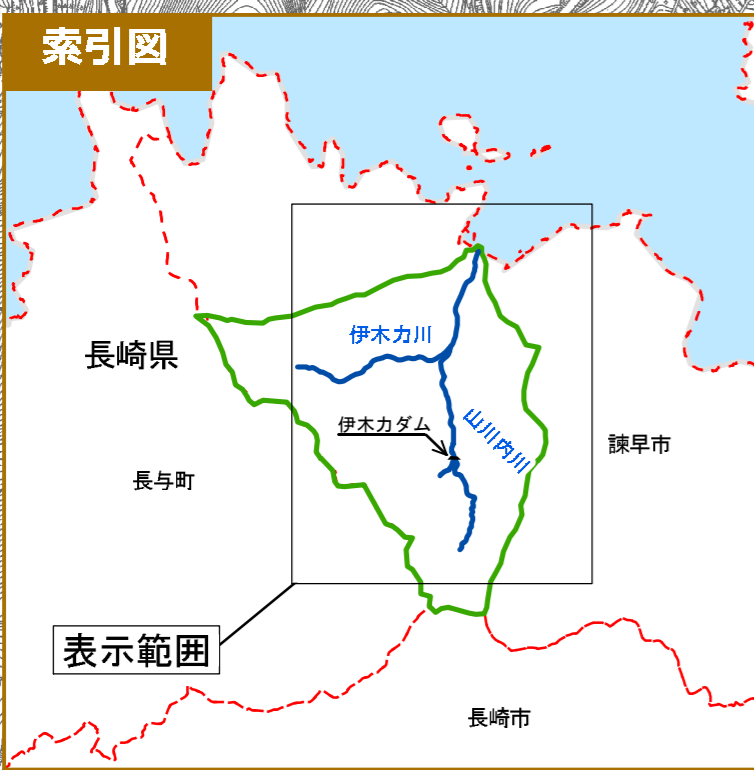 索引図
伊木力川
長崎県
伊木力ダム
山川内川
諫早市
長与町
表示範囲
長崎市